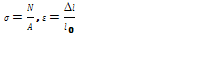 σ = N/A, ε = Δl/l₀